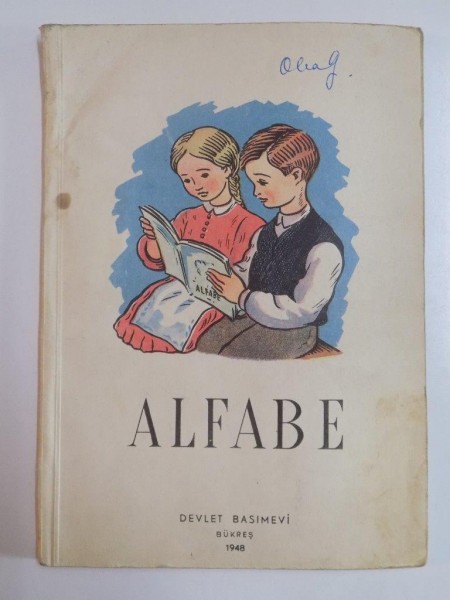 ALFABE
ALFABE
DEVLET BASIMEVİ
BÜKREŞ
1948